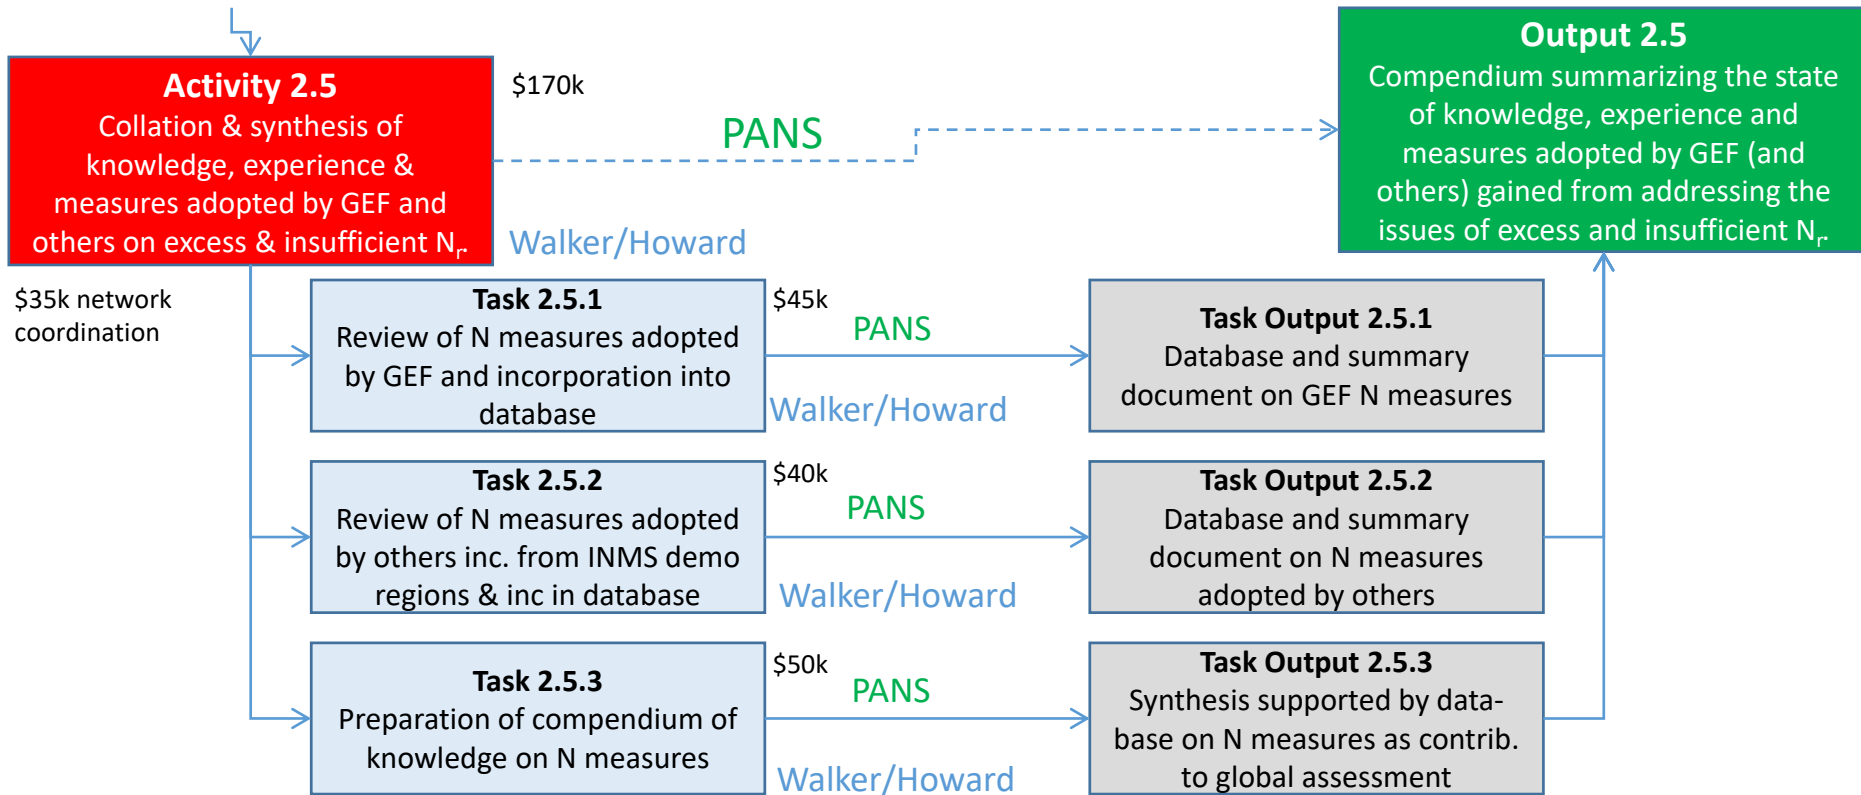 Activity 2.5
Collation & synthesis of
knowledge, experience &
measures adopted by GEF and
others on excess & insufficient Nr.
$170k
PANS
Walker/Howard
Output 2.5
Compendium summarizing the state
of knowledge, experience and
measures adopted by GEF (and
others) gained from addressing the
issues of excess and insufficient Nr.
$35k network
coordination
Task 2.5.1
Review of N measures adopted
by GEF and incorporation into
database
$45k
PANS
Walker/Howard
Task Output 2.5.1
Database and summary
document on GEF N measures
Task 2.5.2
Review of N measures adopted
by others inc. from INMS demo
regions & inc in database
$40k
PANS
Walker/Howard
Task Output 2.5.2
Database and summary
document on N measures
adopted by others
Task 2.5.3
Preparation of compendium of
knowledge on N measures
$50k
PANS
Walker/Howard
Task Output 2.5.3
Synthesis supported by data-
base on N measures as contrib.
to global assessment